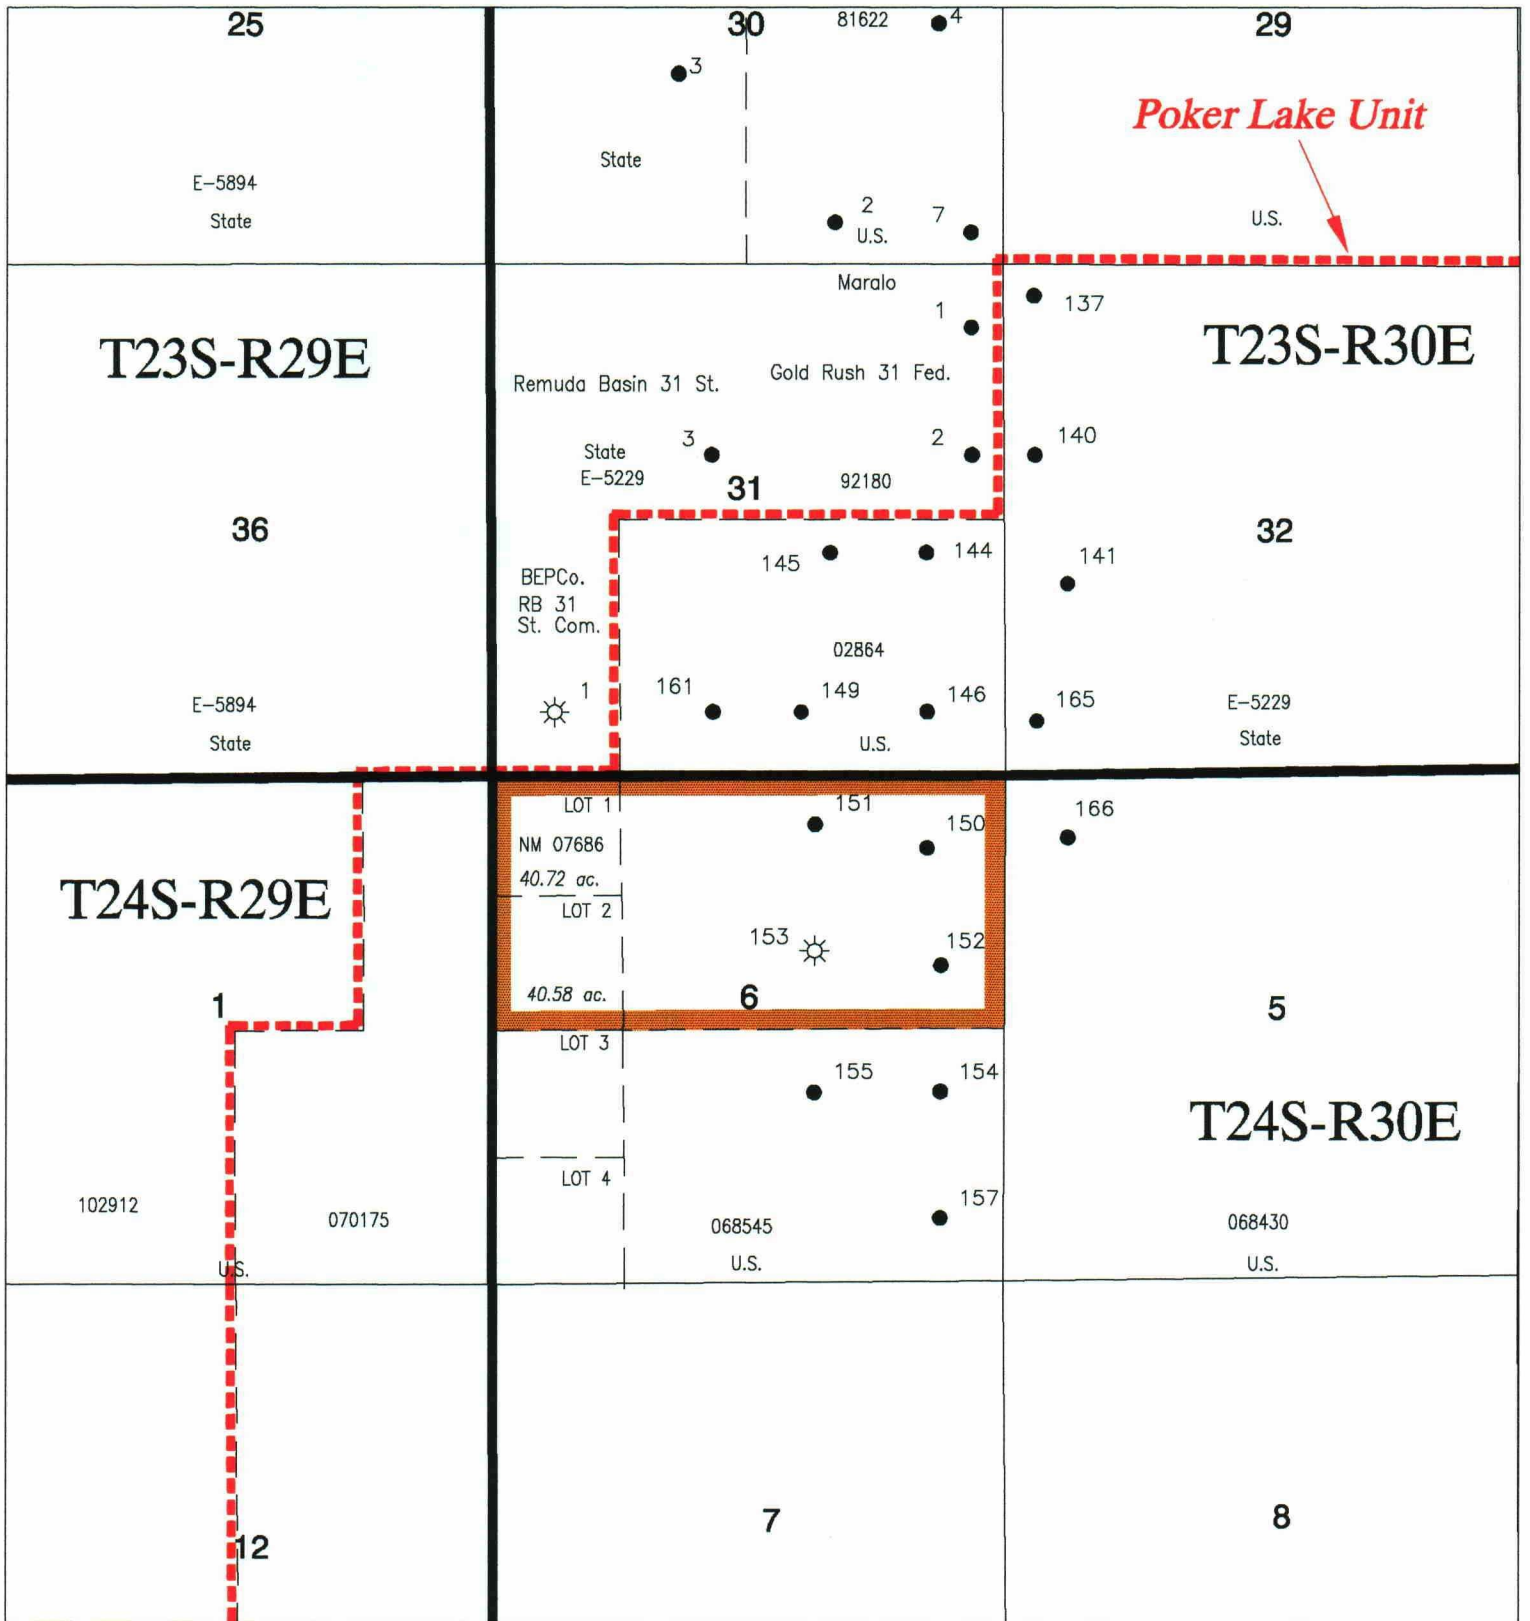 25
30
81622
4
29
3
Poker Lake Unit
State
E-5894
State
2
7
U.S.
U.S.
Maralo
1
137
T23S-R29E
T23S-R30E
Remuda Basin 31 St.
Gold Rush 31 Fed.
State
3
2
140
E-5229
31
92180
36
32
145
144
141
BEPCo.
RB 31
St. Com.
02864
1
161
149
146
165
E-5894
State
U.S.
E-5229
State
LOT 1
151
150
166
NM 07686
40.72 ac.
T24S-R29E
LOT 2
153
152
40.58 ac.
1
6
5
LOT 3
155
154
T24S-R30E
LOT 4
157
102912
070175
068545
068430
U.S.
U.S.
U.S.
7
8
12